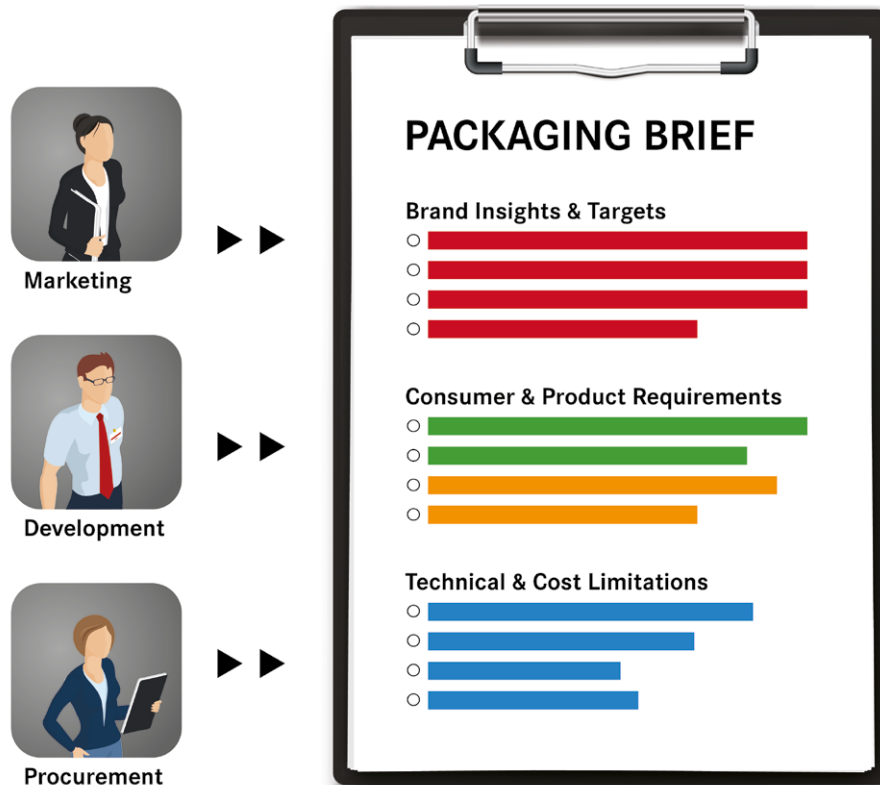 PACKAGING BRIEF
Brand Insights & Targets
Marketing
Consumer & Product Requirements
Development
Technical & Cost Limitations
Procurement